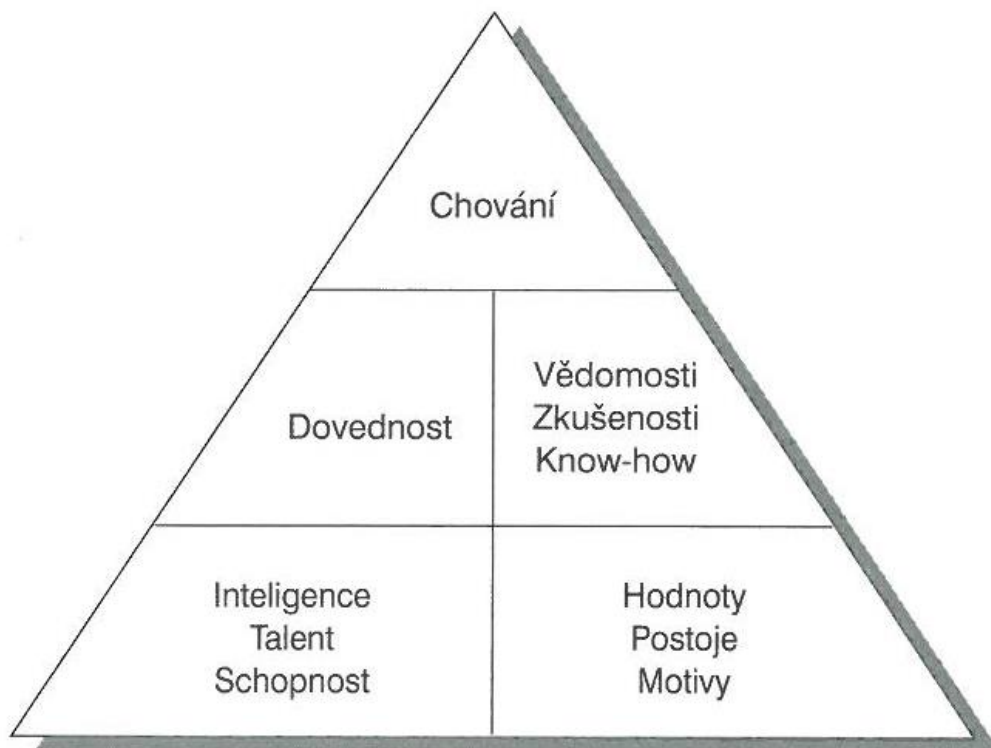 Chování
Dovednost
Vědomosti
Zkušenosti
Know-how
Inteligence
Talent
Schopnost
Hodnoty
Postoje
Motivy